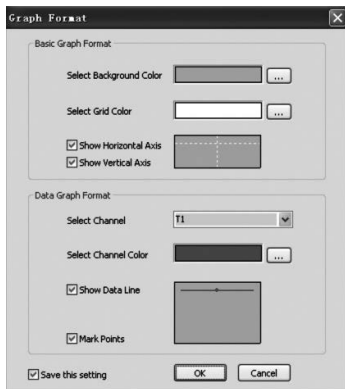 Graph Format
Basic Graph Format
Select Background Color ...
Select Grid Color ...
Show Horizontal Axis
Show Vertical Axis
Data Graph Format
Select Channel T1
Select Channel Color ...
Show Data Line
Mark Points
Save this setting OK Cancel